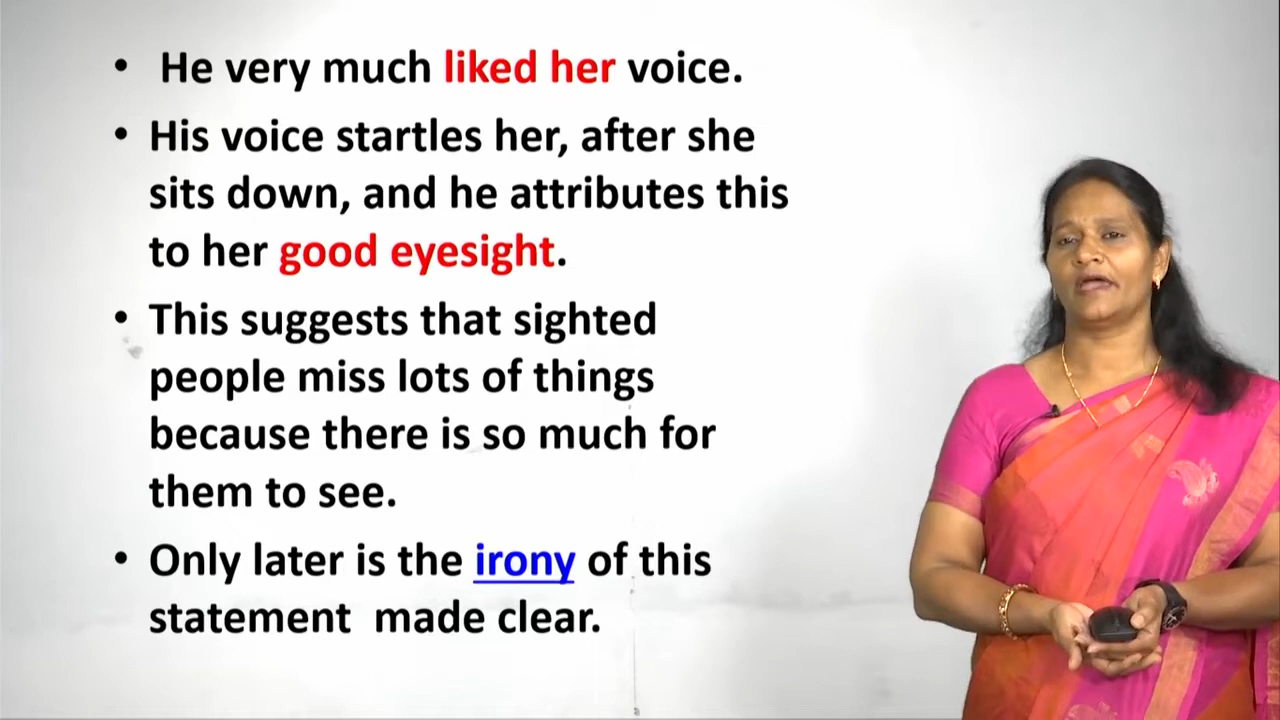 • He very much liked her voice.
• His voice startles her, after she
sits down, and he attributes this
to her good eyesight.
• This suggests that sighted
people miss lots of things
because there is so much for
them to see.
• Only later is the irony of this
statement made clear.